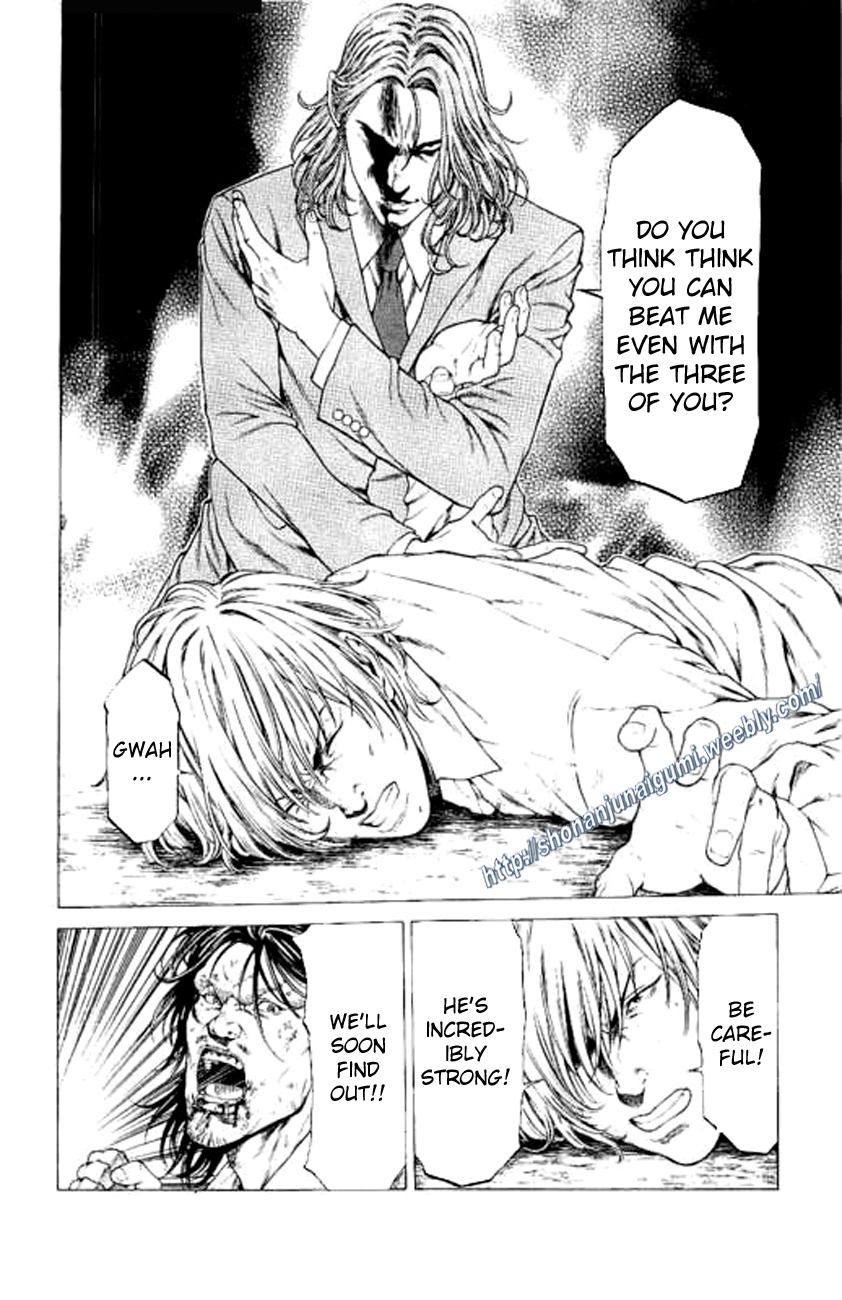 DO YOU
THINK THINK
YOU CAN
BEAT ME
EVEN WITH
THE THREE
OF YOU?
GWAH
...
http://shonanjunaigumi.weebly.com/
BE
CARE-
FUL!
HE'S
INCRED-
IBLY
STRONG!
WE'LL
SOON
FIND
OUT!!